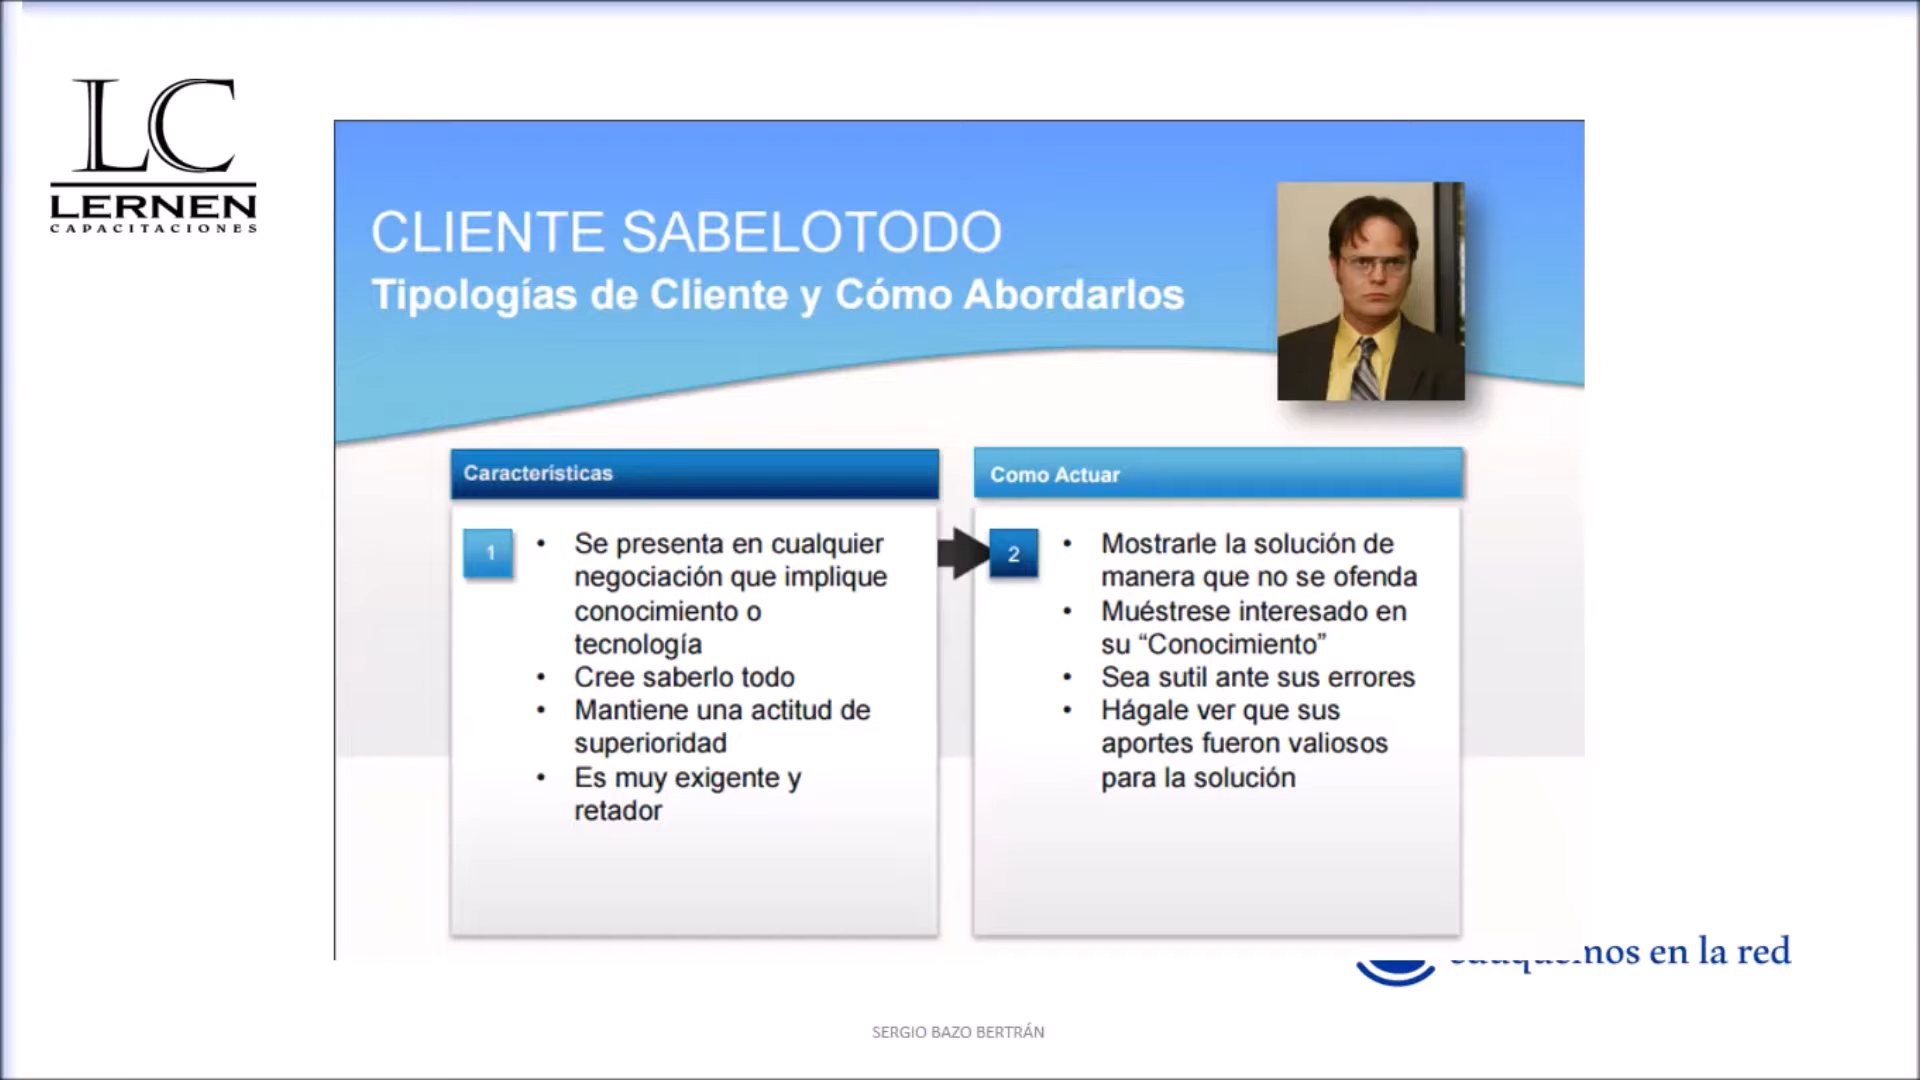 LC
LERNEN
CAPACITACIONES
CLIENTE SABELOTODO
Tipologías de Cliente y Cómo Abordarlos
Características
Como Actuar
1
• Se presenta en cualquier
negociación que implique
conocimiento o
tecnología
• Cree saberlo todo
• Mantiene una actitud de
superioridad
• Es muy exigente y
retador
2
• Mostrarle la solución de
manera que no se ofenda
• Muéstrese interesado en
su “Conocimiento”
• Sea sutil ante sus errores
• Hágale ver que sus
aportes fueron valiosos
para la solución
en la red
SERGIO BAZO BERTRÁN